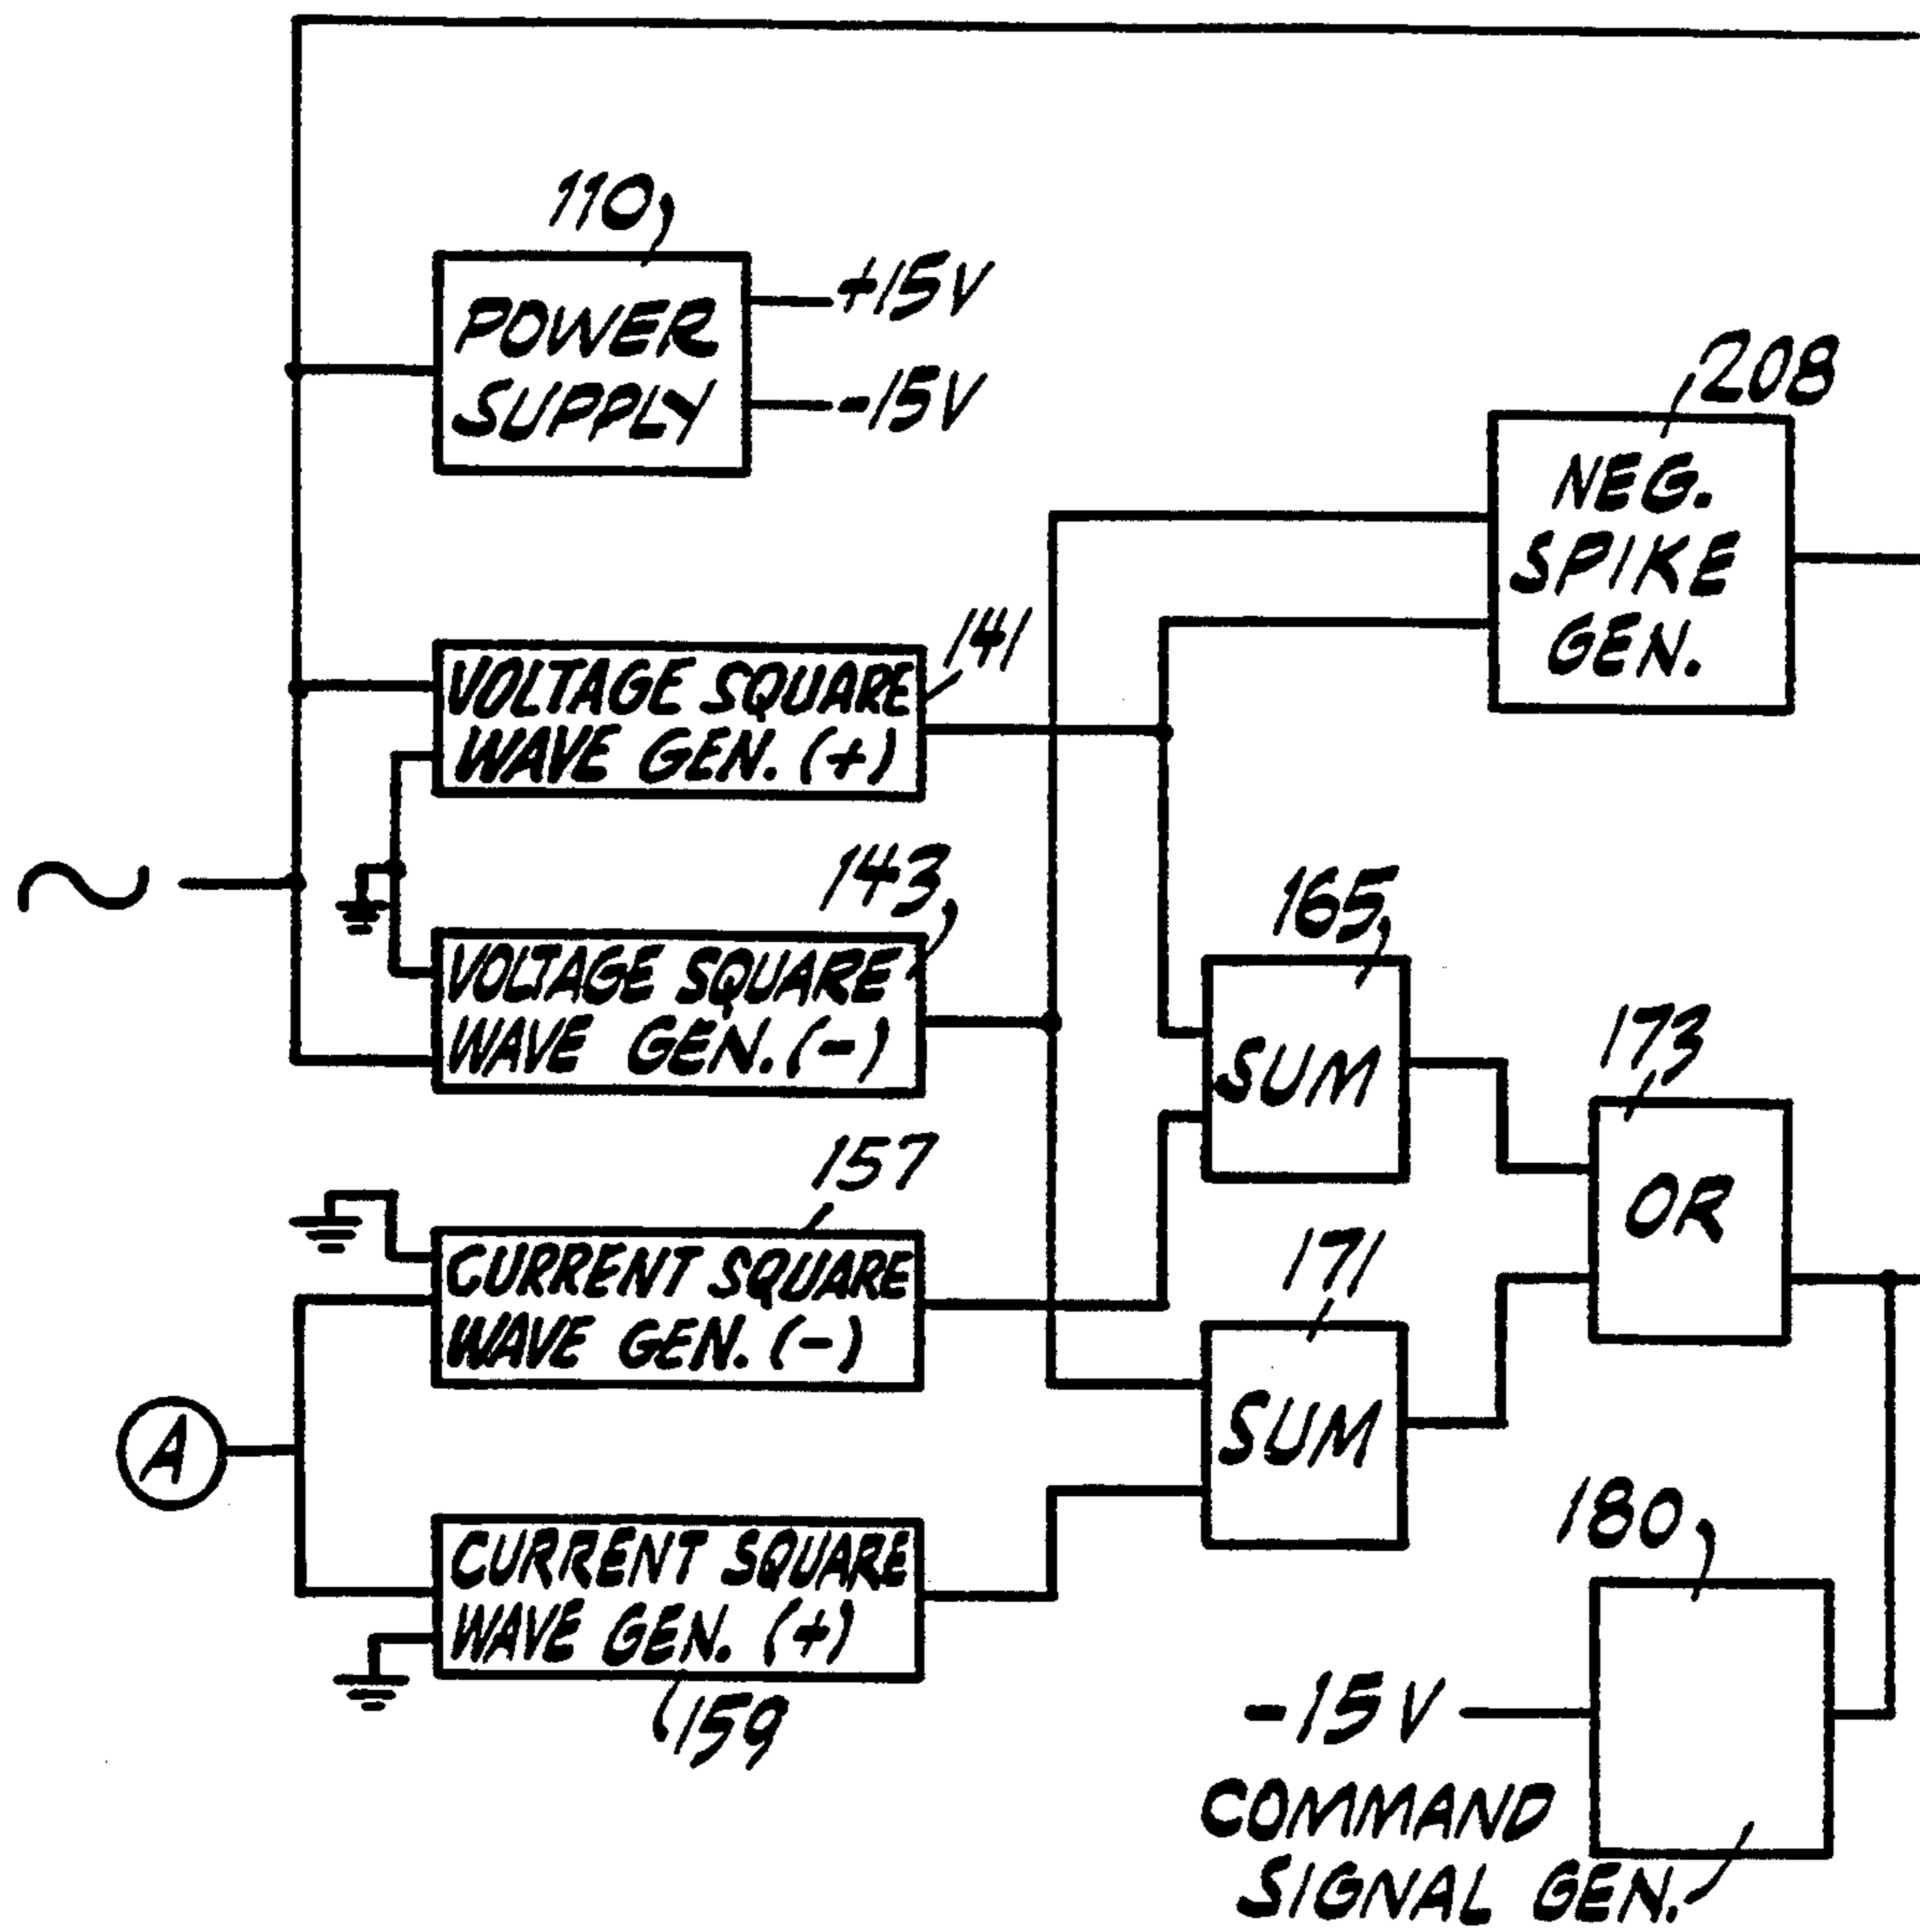 110
POWER
SUPPLY
+15V
-15V
208
NEG.
SPIKE
GEN.
141
VOLTAGE SQUARE
WAVE GEN. (+)
143
VOLTAGE SQUARE
WAVE GEN. (-)
165
SUM
173
OR
157
CURRENT SQUARE
WAVE GEN. (-)
171
SUM
A
CURRENT SQUARE
WAVE GEN. (+)
159
180
-15V
COMMAND
SIGNAL GEN.